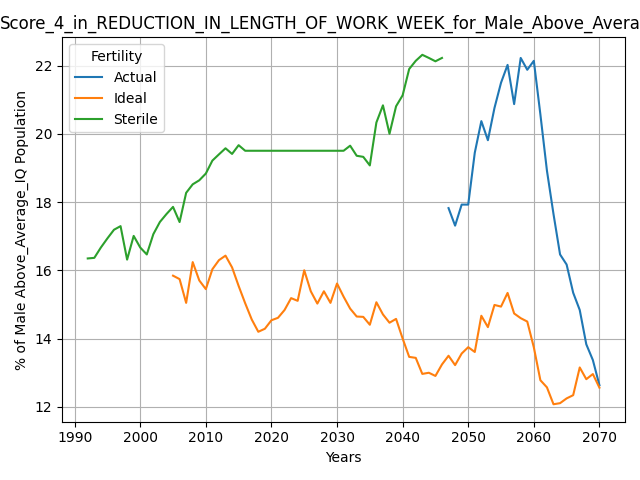 Score_4_in_REDUCTION_IN_LENGTH_OF_WORK_WEEK_for_Male_Above_Avera
Fertility
Actual
Ideal
Sterile
% of Male Above_Average_IQ Population
22
20
18
16
14
12
1990 2000 2010 2020 2030 2040 2050 2060 2070
Years